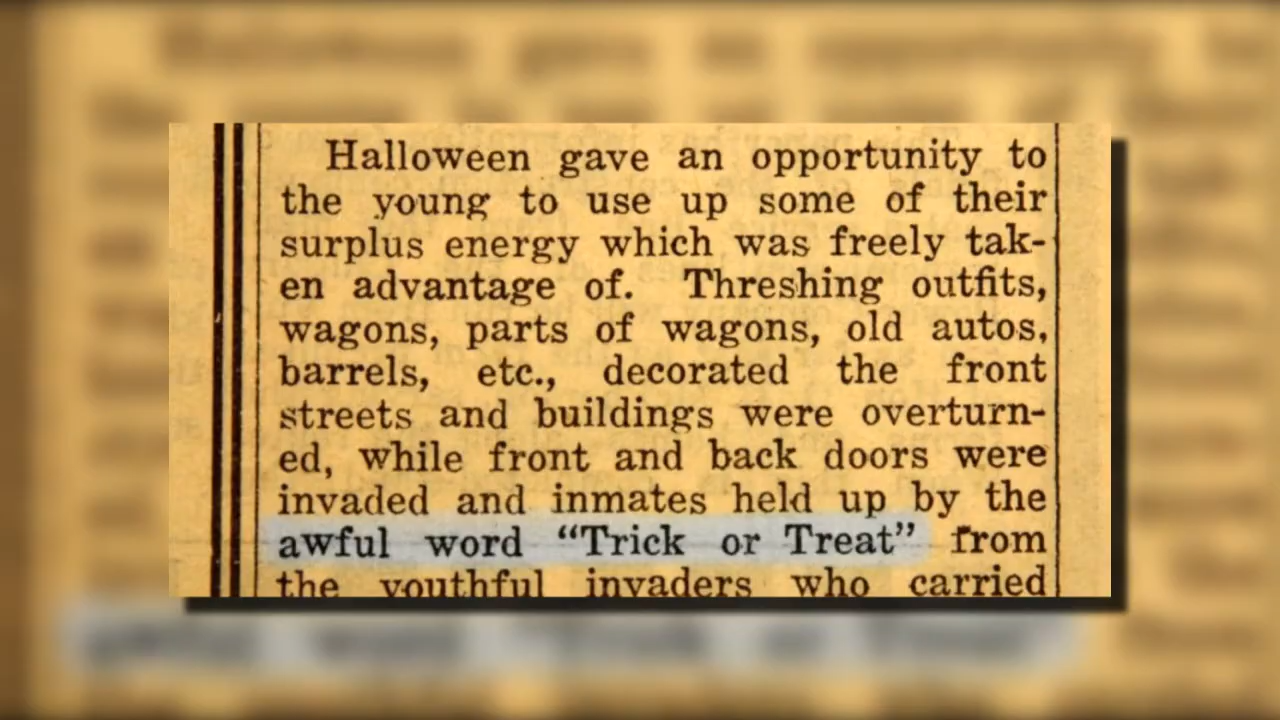 Halloween gave an opportunity to
the young to use up some of their
surplus energy which was freely tak-
en advantage of. Threshing outfits,
wagons, parts of wagons, old autos,
barrels, etc., decorated the front
streets and buildings were overturn-
ed, while front and back doors were
invaded and inmates held up by the
awful word “Trick or Treat” from
the youthful invaders who carried